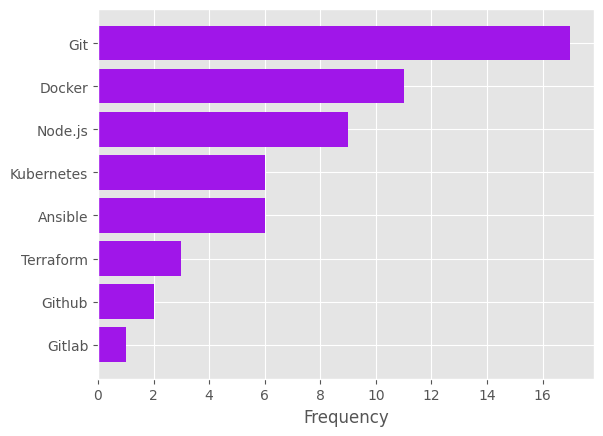 Git
Docker
Node.js
Kubernetes
Ansible
Terraform
Github
Gitlab
0 2 4 6 8 10 12 14 16
Frequency